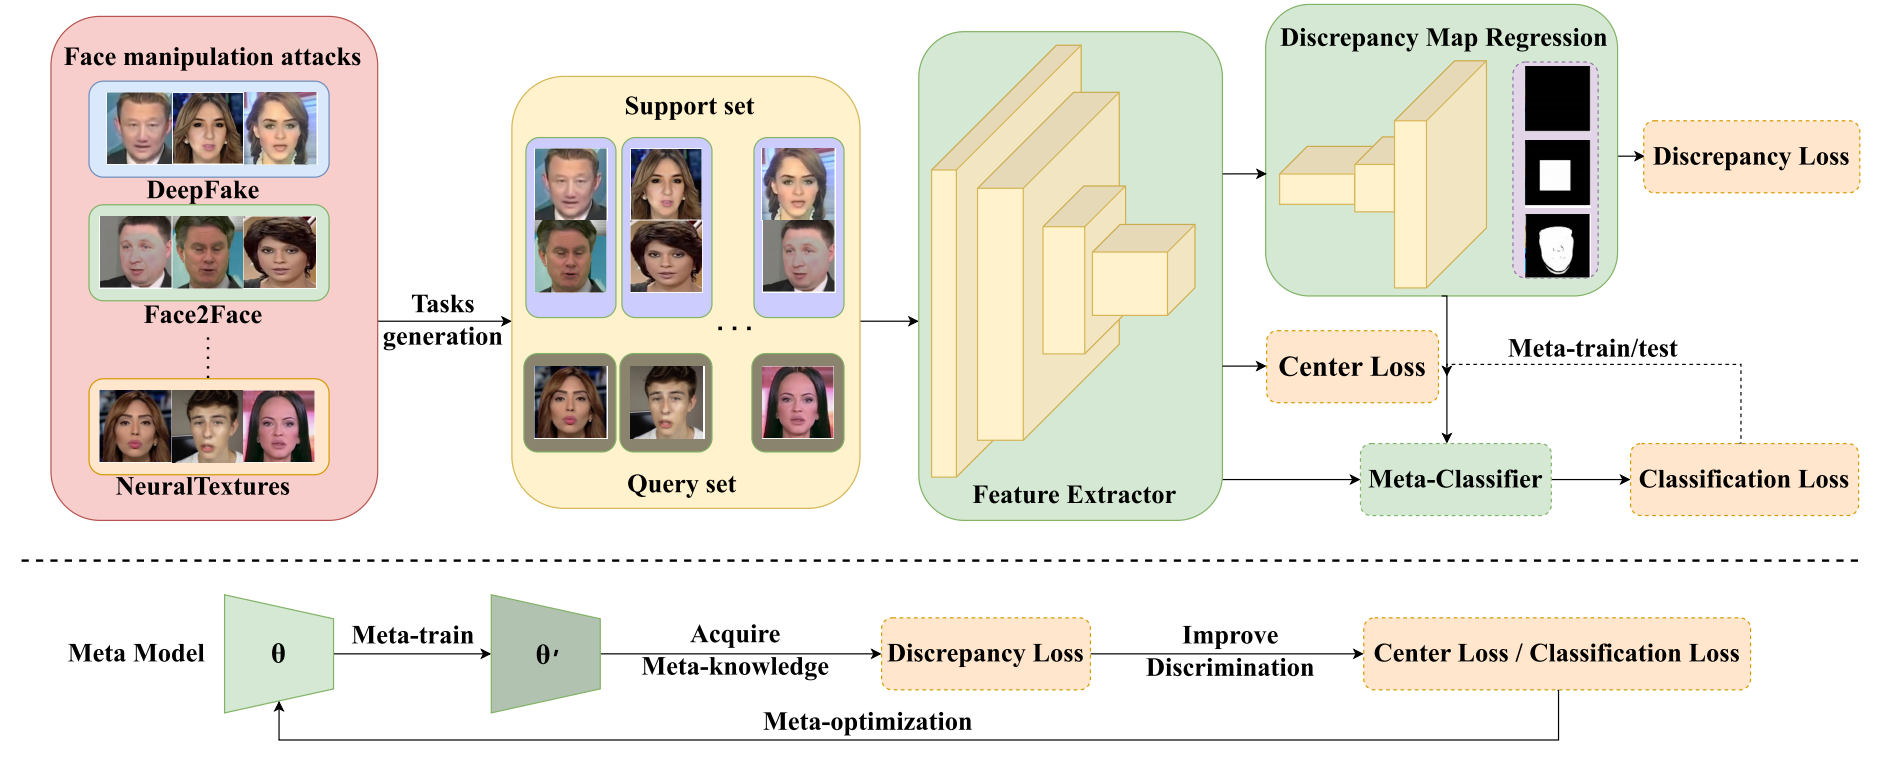 Face manipulation attacks
DeepFake
Face2Face
NeuralTextures
Tasks
generation
Support set
. . .
Query set
Feature Extractor
Discrepancy Map Regression
Discrepancy Loss
Center Loss
Meta-train/test
Meta-Classifier
Classification Loss
Meta Model
θ
Meta-train
θ′
Acquire
Meta-knowledge
Discrepancy Loss
Improve
Discrimination
Center Loss / Classification Loss
Meta-optimization